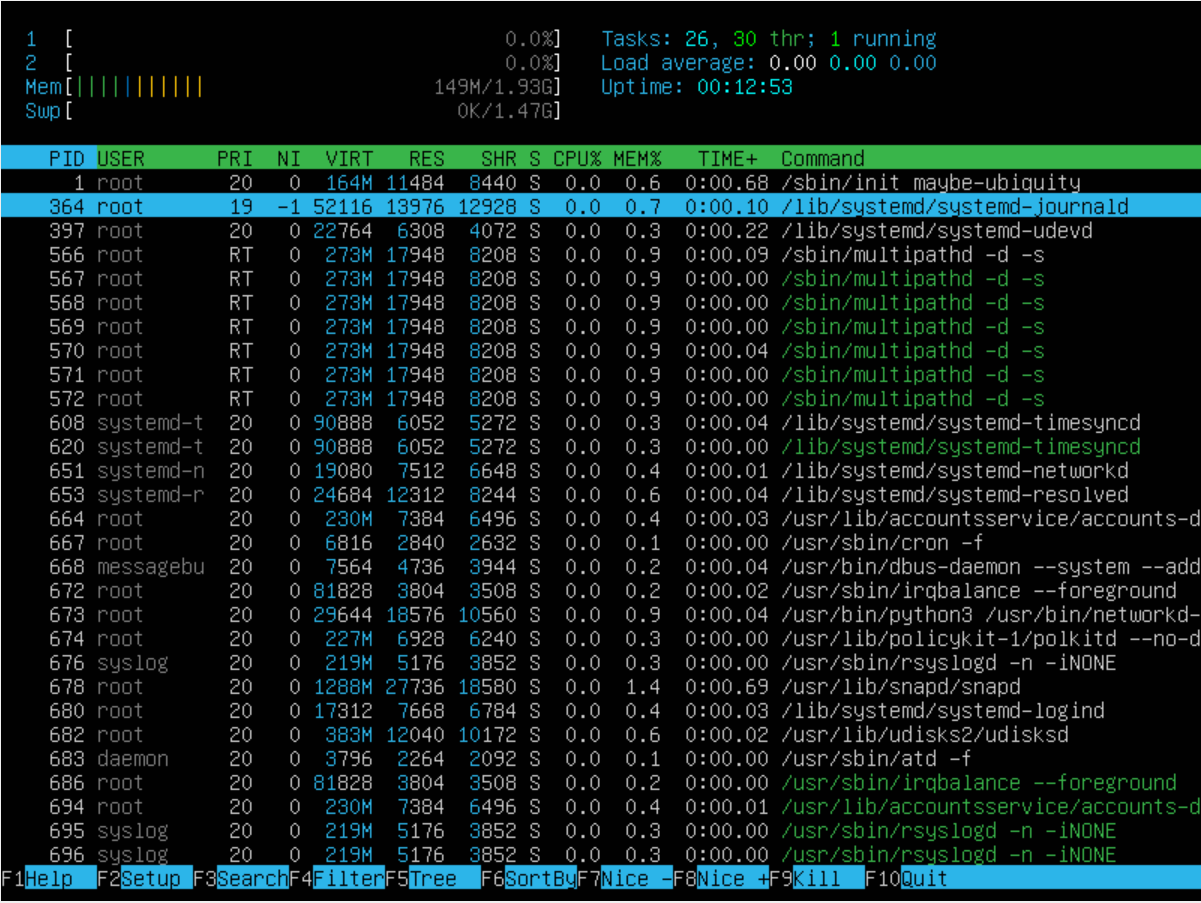 1 [ 0.0%] Tasks: 26, 30 thr; 1 running
2 [ 0.0%] Load average: 0.00 0.00 0.00
Mem[||||||||||| 149M/1.93G] Uptime: 00:12:53
Swp[ 0K/1.47G]
PID USER PRI NI VIRT RES SHR S CPU% MEM% TIME+ Command
1 root 20 0 164M 11484 8440 S 0.0 0.6 0:00.68 /sbin/init maybe-ubiquity
364 root 19 -1 52116 13976 12928 S 0.0 0.7 0:00.10 /lib/systemd/systemd-journald
397 root 20 0 22764 6308 4072 S 0.0 0.3 0:00.22 /lib/systemd/systemd-udevd
566 root RT 0 273M 17948 8208 S 0.0 0.9 0:00.09 /sbin/multipathd -d -s
567 root RT 0 273M 17948 8208 S 0.0 0.9 0:00.00 /sbin/multipathd -d -s
568 root RT 0 273M 17948 8208 S 0.0 0.9 0:00.00 /sbin/multipathd -d -s
569 root RT 0 273M 17948 8208 S 0.0 0.9 0:00.00 /sbin/multipathd -d -s
570 root RT 0 273M 17948 8208 S 0.0 0.9 0:00.04 /sbin/multipathd -d -s
571 root RT 0 273M 17948 8208 S 0.0 0.9 0:00.00 /sbin/multipathd -d -s
572 root RT 0 273M 17948 8208 S 0.0 0.9 0:00.00 /sbin/multipathd -d -s
608 systemd-t 20 0 90888 6052 5272 S 0.0 0.3 0:00.04 /lib/systemd/systemd-timesyncd
620 systemd-t 20 0 90888 6052 5272 S 0.0 0.3 0:00.00 /lib/systemd/systemd-timesyncd
651 systemd-n 20 0 19080 7512 6648 S 0.0 0.4 0:00.01 /lib/systemd/systemd-networkd
653 systemd-r 20 0 24684 12312 8244 S 0.0 0.6 0:00.04 /lib/systemd/systemd-resolved
664 root 20 0 230M 7384 6496 S 0.0 0.4 0:00.03 /usr/lib/accountsservice/accounts-d
667 root 20 0 6816 2840 2632 S 0.0 0.1 0:00.00 /usr/sbin/cron -f
668 messagebu 20 0 7564 4736 3944 S 0.0 0.2 0:00.04 /usr/bin/dbus-daemon --system --add
672 root 20 0 81828 3804 3508 S 0.0 0.2 0:00.02 /usr/sbin/irqbalance --foreground
673 root 20 0 29644 18576 10560 S 0.0 0.9 0:00.04 /usr/bin/python3 /usr/bin/networkd-
674 root 20 0 227M 6928 6240 S 0.0 0.3 0:00.00 /usr/lib/policykit-1/polkitd --no-d
676 syslog 20 0 219M 5176 3852 S 0.0 0.3 0:00.00 /usr/sbin/rsyslogd -n -iNONE
678 root 20 0 1288M 27736 18580 S 0.0 1.4 0:00.69 /usr/lib/snapd/snapd
680 root 20 0 17312 7668 6784 S 0.0 0.4 0:00.03 /lib/systemd/systemd-logind
682 root 20 0 383M 12040 10172 S 0.0 0.6 0:00.02 /usr/lib/udisks2/udisksd
683 daemon 20 0 3796 2264 2092 S 0.0 0.1 0:00.00 /usr/sbin/atd -f
686 root 20 0 81828 3804 3508 S 0.0 0.2 0:00.00 /usr/sbin/irqbalance --foreground
694 root 20 0 230M 7384 6496 S 0.0 0.4 0:00.01 /usr/lib/accountsservice/accounts-d
695 syslog 20 0 219M 5176 3852 S 0.0 0.3 0:00.00 /usr/sbin/rsyslogd -n -iNONE
696 syslog 20 0 219M 5176 3852 S 0.0 0.3 0:00.00 /usr/sbin/rsyslogd -n -iNONE
F1Help F2Setup F3SearchF4FilterF5Tree F6SortByF7Nice -F8Nice +F9Kill F10Quit